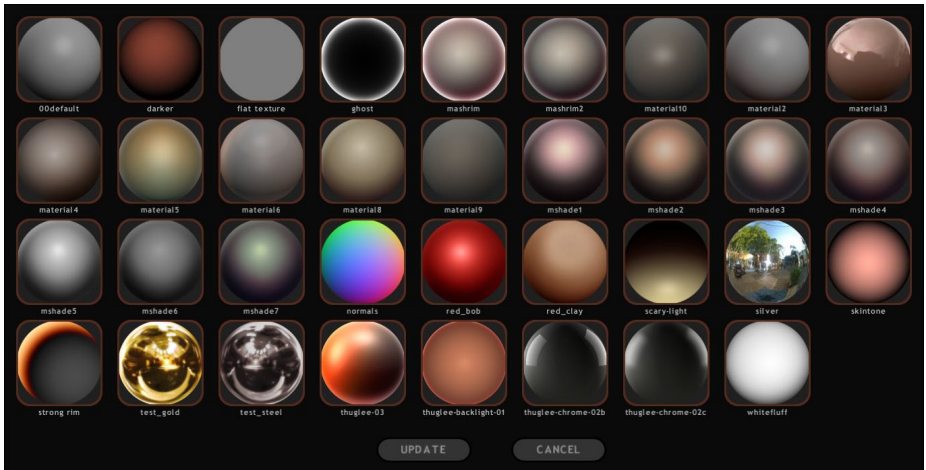 00default darker flat texture ghost mashrim mashrim2 material10 material2 material3
material4 material5 material6 material8 material9 mshade1 mshade2 mshade3 mshade4
mshade5 mshade6 mshade7 normals red_bob red_clay scary-light silver skintone
strong rim test_gold test_steel thuglee-03 thuglee-backlight-01 thuglee-chrome-02b thuglee-chrome-02c whitefluff
UPDATE CANCEL